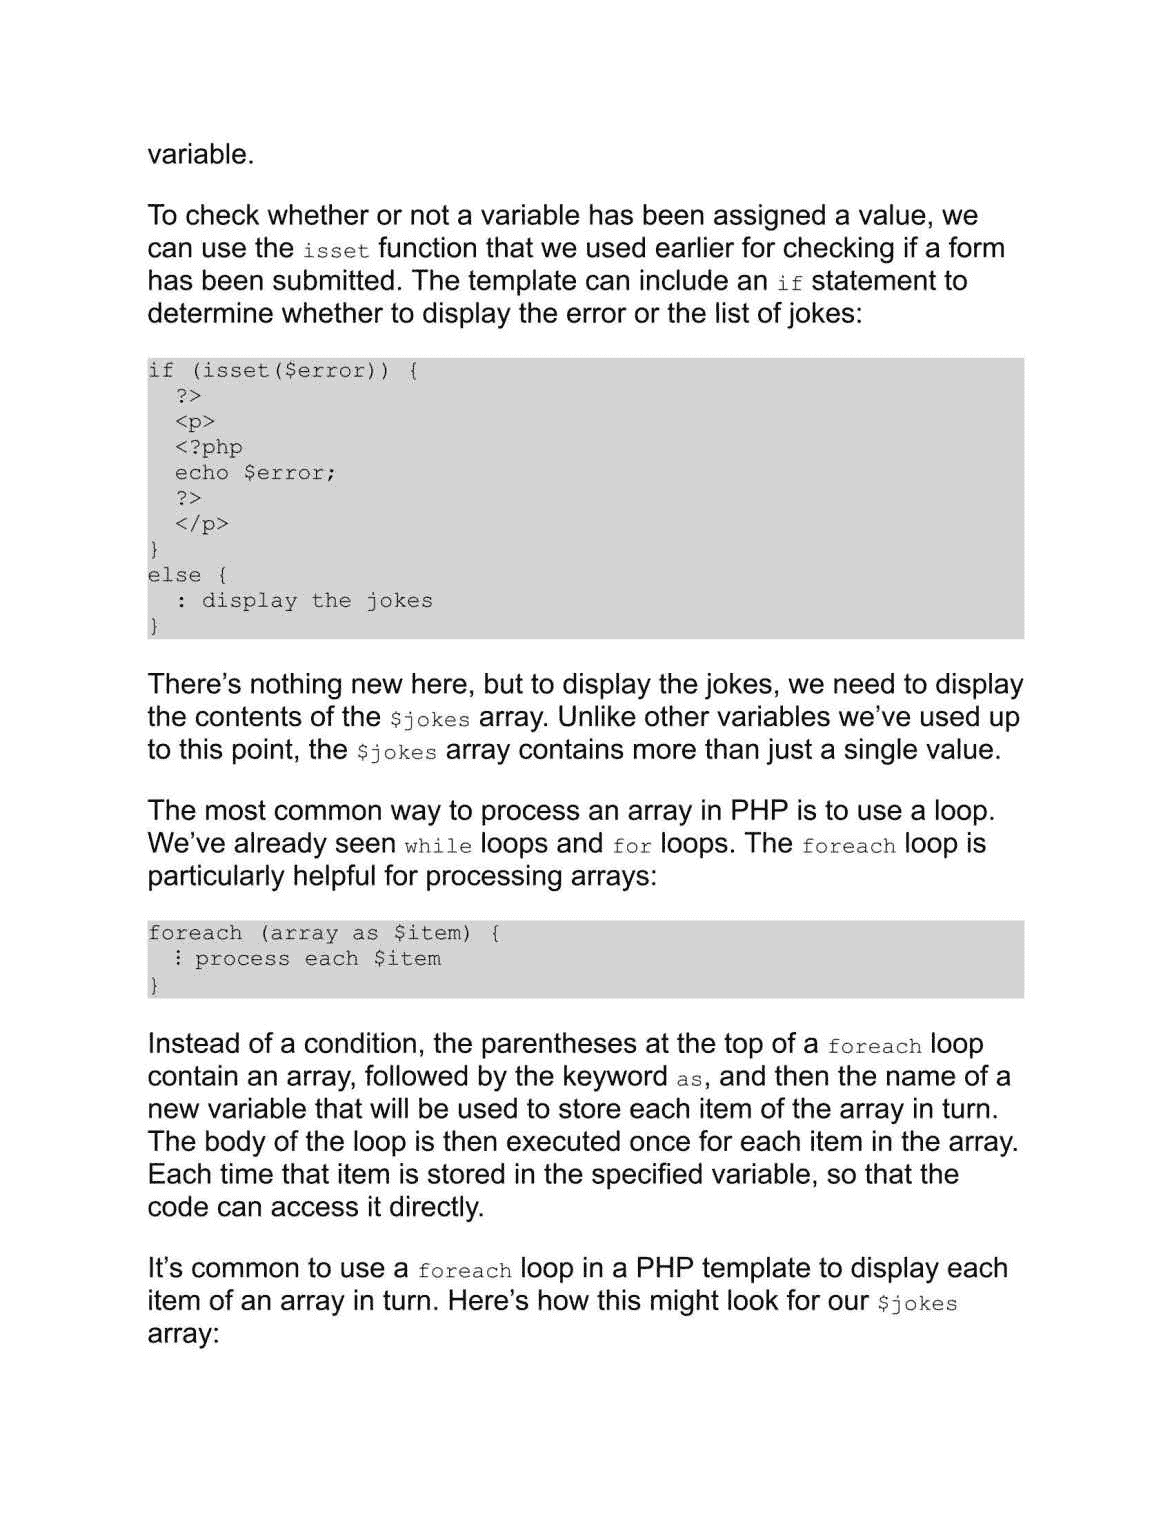 variable.
To check whether or not a variable has been assigned a value, we
can use the isset function that we used earlier for checking if a form
has been submitted. The template can include an if statement to
determine whether to display the error or the list of jokes:
if (isset($error)) {
  ?>
  <p>
  <?php
  echo $error;
  ?>
  </p>
}
else {
  : display the jokes
}
There’s nothing new here, but to display the jokes, we need to display
the contents of the $jokes array. Unlike other variables we’ve used up
to this point, the $jokes array contains more than just a single value.
The most common way to process an array in PHP is to use a loop.
We’ve already seen while loops and for loops. The foreach loop is
particularly helpful for processing arrays:
foreach (array as $item) {
  ⋮ process each $item
}
Instead of a condition, the parentheses at the top of a foreach loop
contain an array, followed by the keyword as, and then the name of a
new variable that will be used to store each item of the array in turn.
The body of the loop is then executed once for each item in the array.
Each time that item is stored in the specified variable, so that the
code can access it directly.
It’s common to use a foreach loop in a PHP template to display each
item of an array in turn. Here’s how this might look for our $jokes
array: